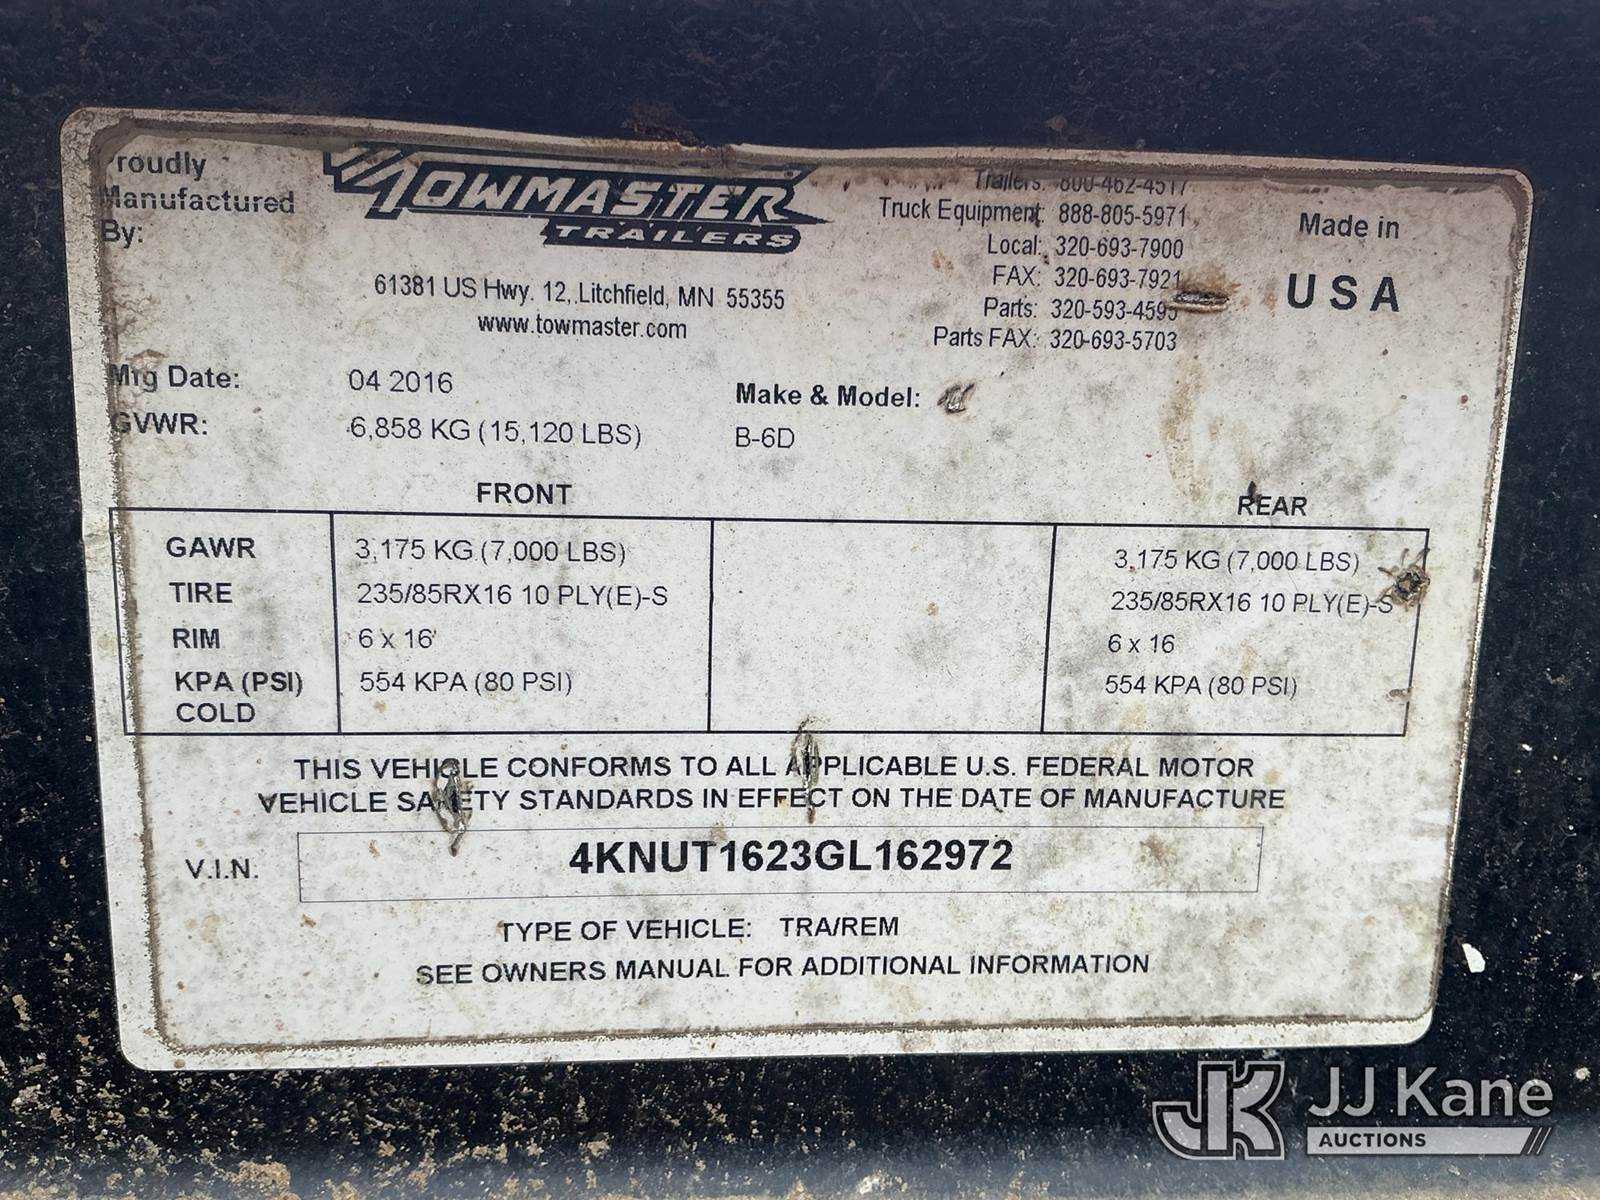 Proudly
Manufactured
By:
TOWMASTER®
TRAILERS
61381 US Hwy. 12, Litchfield, MN 55355
www.towmaster.com
Trailers: 800-462-4517
Truck Equipment: 888-805-5971
Local: 320-693-7900
FAX: 320-693-7921
Parts: 320-593-4595
Parts FAX: 320-693-5703
Made in
USA
Mfg Date: 04 2016
GVWR: 6,858 KG (15,120 LBS)
Make & Model:
B-6D
FRONT REAR
GAWR 3,175 KG (7,000 LBS) 3,175 KG (7,000 LBS)
TIRE 235/85RX16 10 PLY(E)-S 235/85RX16 10 PLY(E)-S
RIM 6 x 16 6 x 16
KPA (PSI) 554 KPA (80 PSI) 554 KPA (80 PSI)
COLD
THIS VEHICLE CONFORMS TO ALL APPLICABLE U.S. FEDERAL MOTOR
VEHICLE SAFETY STANDARDS IN EFFECT ON THE DATE OF MANUFACTURE
V.I.N. 4KNUT1623GL162972
TYPE OF VEHICLE: TRA/REM
SEE OWNERS MANUAL FOR ADDITIONAL INFORMATION
JK JJ Kane
AUCTIONS